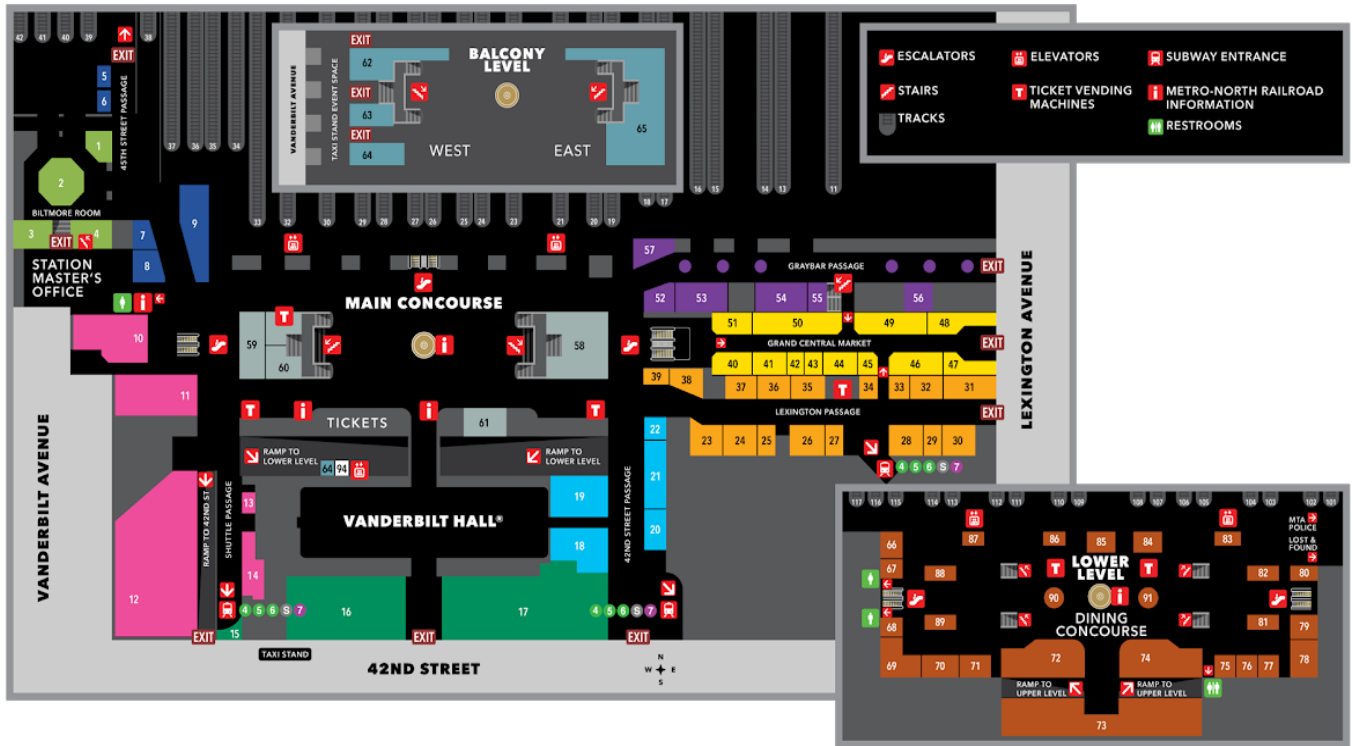 42 41 40 39 38
EXIT
5
6
45TH STREET PASSAGE
37 36 35 34
1
2
BILTMORE ROOM
3 EXIT 4
7
8
9
STATION
MASTER'S
OFFICE
10
11
12
VANDERBILT AVENUE
VANDERBILT AVENUE
TAXI STAND EVENT SPACE
EXIT
62
EXIT
63
EXIT
64
BALCONY
LEVEL
WEST EAST
65
33 32 30 29 28 27 26 25 24 23 21 20 19
18 17
16 15 14 13 11
ESCALATORS
STAIRS
TRACKS
ELEVATORS
T TICKET VENDING
MACHINES
SUBWAY ENTRANCE
i METRO-NORTH RAILROAD
INFORMATION
RESTROOMS
i
MAIN CONCOURSE
59 T
60
i
58
T i TICKETS i 61 T
RAMP TO
LOWER LEVEL
64 94
RAMP TO
LOWER LEVEL
RAMP TO 42ND ST.
SHUTTLE PASSAGE
13
14
VANDERBILT HALL®
19
18
42ND STREET PASSAGE
22
21
20
4 5 6 S 7
16
17
4 5 6 S 7
EXIT 15 EXIT EXIT
TAXI STAND
42ND STREET
N
W E
S
57
GRAYBAR PASSAGE
EXIT
52 53 54 55 56
51 50 49 48
GRAND CENTRAL MARKET
EXIT
40 41 42 43 44 45 46 47
39 38 37 36 35 T 34 33 32 31
LEXINGTON PASSAGE
EXIT
23 24 25 26 27 28 29 30
4 5 6 S 7
LEXINGTON AVENUE
117 116 115 114 113 112 111 110 109 108 107 106 105 104 103 102 101
MTA
POLICE
LOST &
FOUND
66 87 86 85 84 83
67 88 T LOWER T 82 80
LEVEL
90 i 91
DINING
CONCOURSE
68 89 81 79
69 70 71 72 74 75 76 77 78
RAMP TO
UPPER LEVEL
RAMP TO
UPPER LEVEL
73